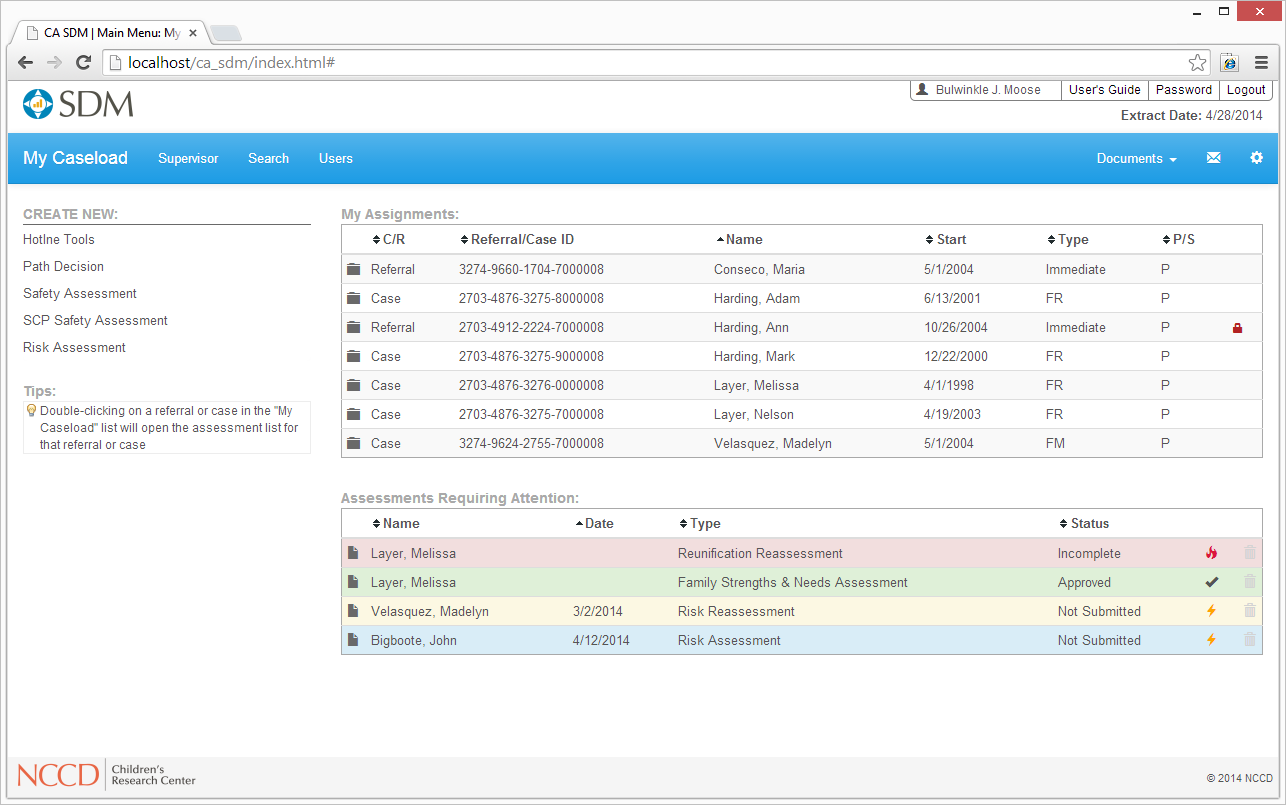 CA SDM | Main Menu: My
localhost/ca_sdm/index.html#
SDM
Bulwinkle J. Moose User's Guide Password Logout
Extract Date: 4/28/2014
My Caseload Supervisor Search Users Documents
CREATE NEW:
Hotlne Tools
Path Decision
Safety Assessment
SCP Safety Assessment
Risk Assessment
Tips:
Double-clicking on a referral or case in the "My
Caseload" list will open the assessment list for
that referral or case
My Assignments:
C/R Referral/Case ID Name Start Type P/S
Referral 3274-9660-1704-7000008 Conseco, Maria 5/1/2004 Immediate P
Case 2703-4876-3275-8000008 Harding, Adam 6/13/2001 FR P
Referral 2703-4912-2224-7000008 Harding, Ann 10/26/2004 Immediate P
Case 2703-4876-3275-9000008 Harding, Mark 12/22/2000 FR P
Case 2703-4876-3276-0000008 Layer, Melissa 4/1/1998 FR P
Case 2703-4876-3275-7000008 Layer, Nelson 4/19/2003 FR P
Case 3274-9624-2755-7000008 Velasquez, Madelyn 5/1/2004 FM P
Assessments Requiring Attention:
Name Date Type Status
Layer, Melissa Reunification Reassessment Incomplete
Layer, Melissa Family Strengths & Needs Assessment Approved
Velasquez, Madelyn 3/2/2014 Risk Reassessment Not Submitted
Bigboote, John 4/12/2014 Risk Assessment Not Submitted
NCCD
Children's
Research Center
© 2014 NCCD